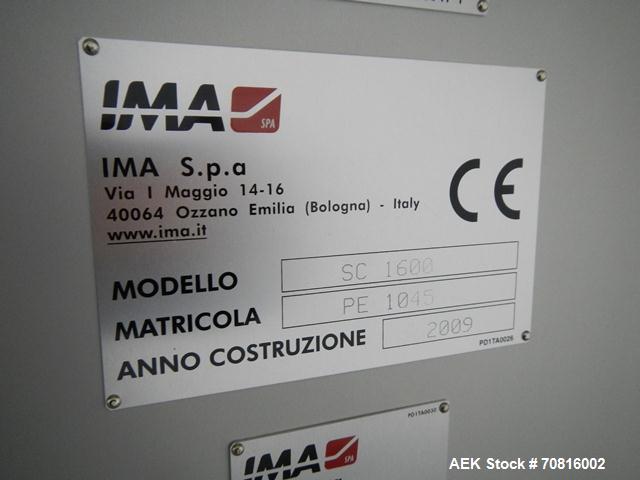 IMA SPA
IMA S.p.a
Via I Maggio 14-16
40064 Ozzano Emilia (Bologna) - Italy
www.ima.it
CE
MODELLO SC 1600
MATRICOLA PE 1045
ANNO COSTRUZIONE 2009
PD1TA0026
PD1TA0030
IMA SPA
AEK Stock # 70816002